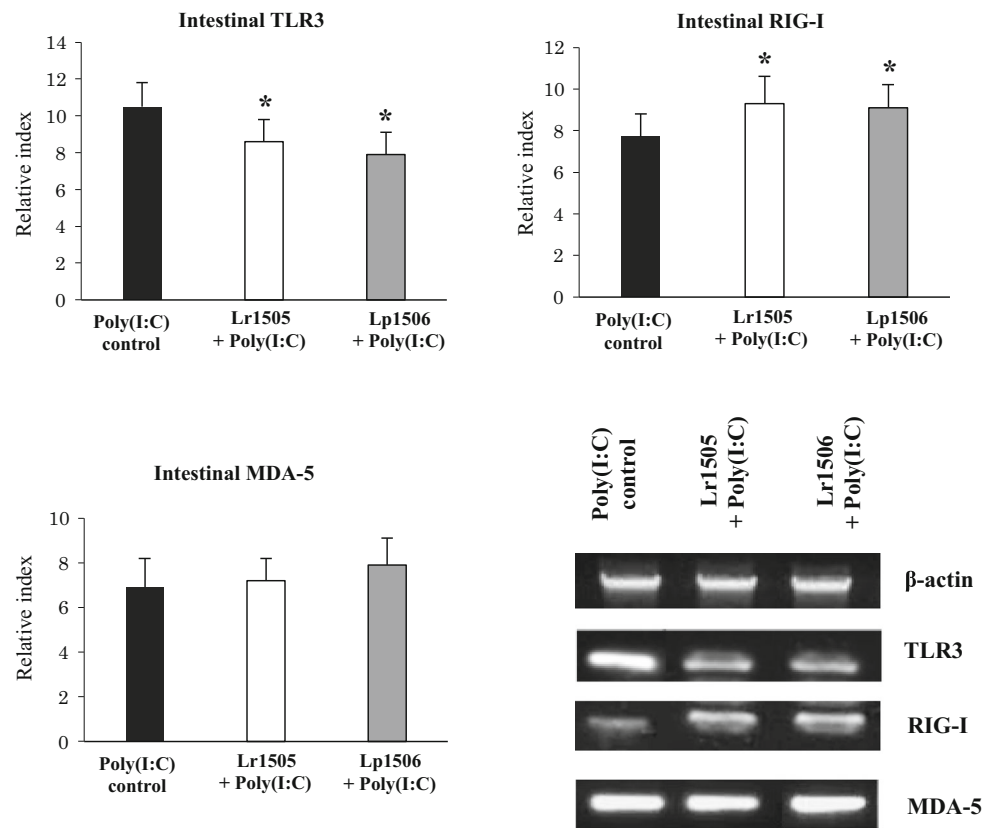 Intestinal TLR3
14
12
10
8
6
4
2
0
Relative index
*
*
Poly(I:C)
control
Lr1505
+ Poly(I:C)
Lp1506
+ Poly(I:C)
Intestinal RIG-I
12
10
8
6
4
2
0
Relative index
*
*
Poly(I:C)
control
Lr1505
+ Poly(I:C)
Lp1506
+ Poly(I:C)
Intestinal MDA-5
10
8
6
4
2
0
Relative index
Poly(I:C)
control
Lr1505
+ Poly(I:C)
Lp1506
+ Poly(I:C)
Poly(I:C)
control
Lr1505
+ Poly(I:C)
Lr1506
+ Poly(I:C)
β-actin
TLR3
RIG-I
MDA-5